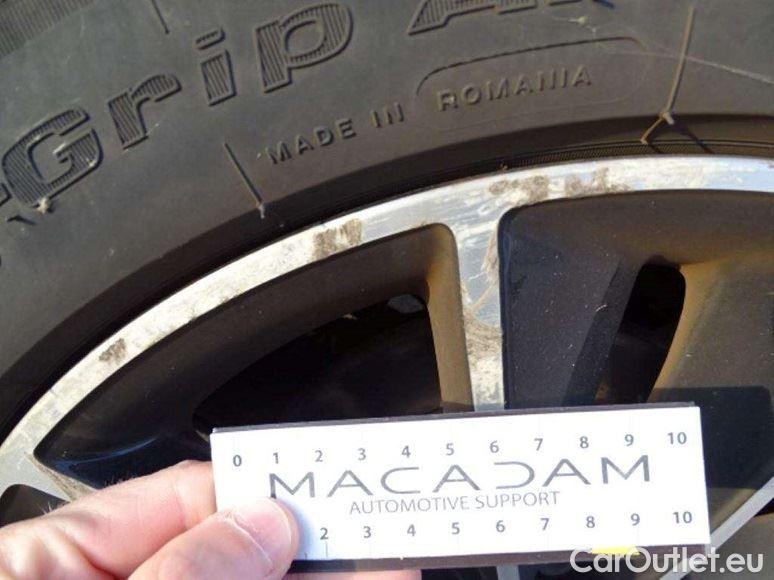 Grip
MADE IN ROMANIA
0 1 2 3 4 5 6 7 8 9 10
MACADAM
AUTOMOTIVE SUPPORT
2 3 4 5 6 7 8 9 10
CarOutlet.eu